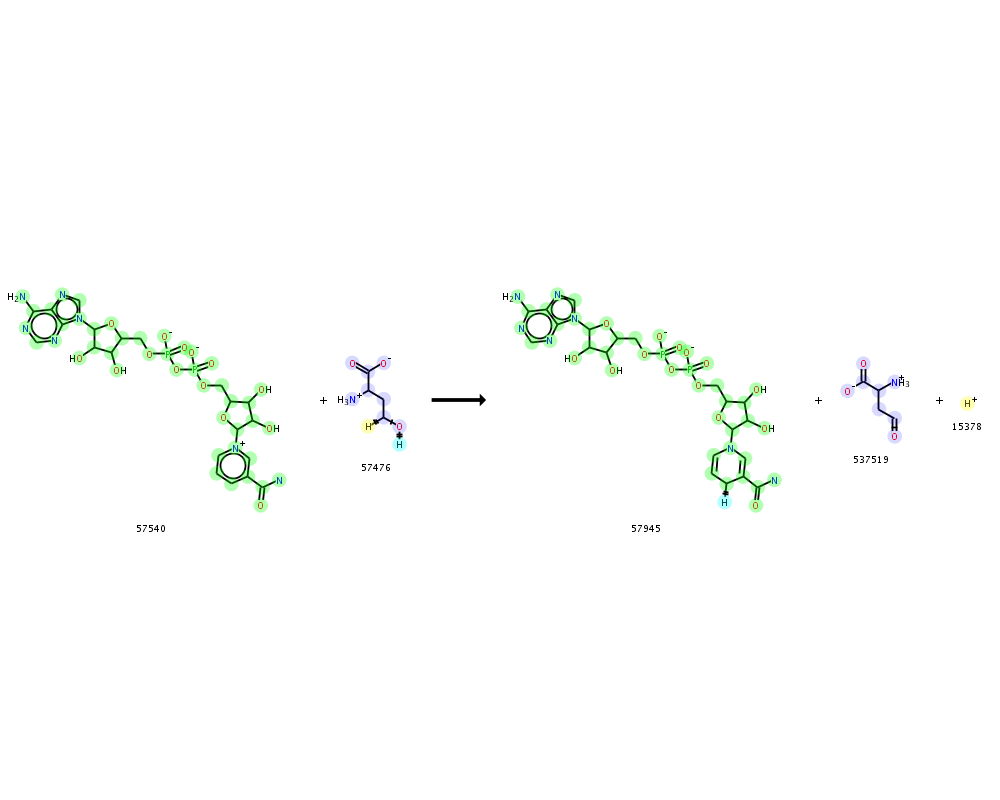 H₂N N N N N O HO OH O O⁻ P O O O⁻ P O O O OH OH N⁺ N O
57540
+
O O⁻ H₃N⁺ H O H
57476
H₂N N N N N O HO OH O O⁻ P O O O⁻ P O O O OH OH N N O H
57945
+
O O⁻ NH₃⁺ O
537519
+
H⁺
15378